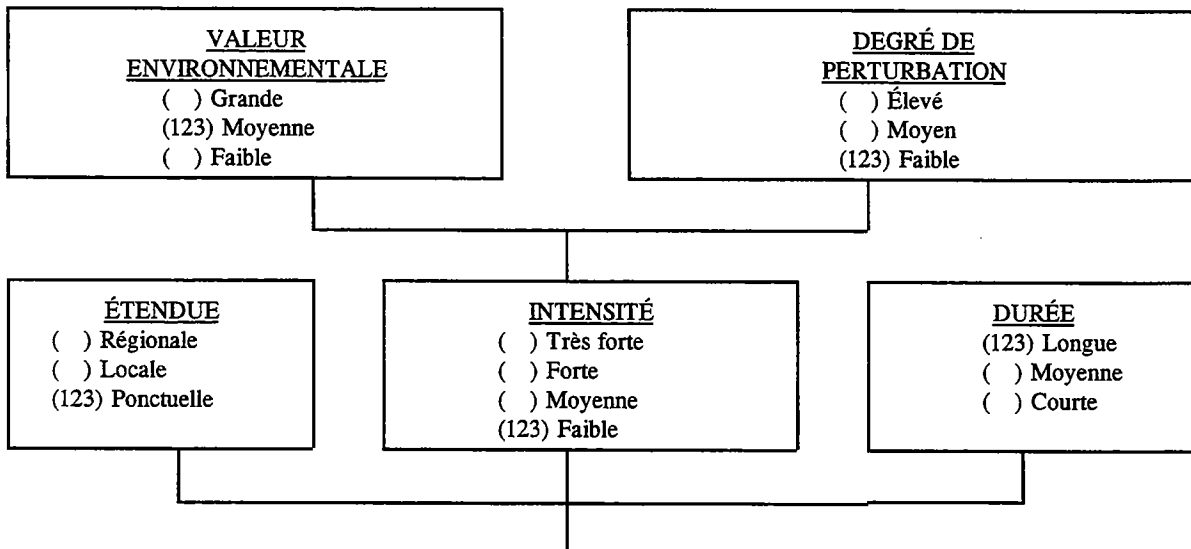 VALEUR
ENVIRONNEMENTALE
( ) Grande
(123) Moyenne
( ) Faible
DEGRÉ DE
PERTURBATION
( ) Élevé
( ) Moyen
(123) Faible
ÉTENDUE
( ) Régionale
( ) Locale
(123) Ponctuelle
INTENSITÉ
( ) Très forte
( ) Forte
( ) Moyenne
(123) Faible
DURÉE
(123) Longue
( ) Moyenne
( ) Courte